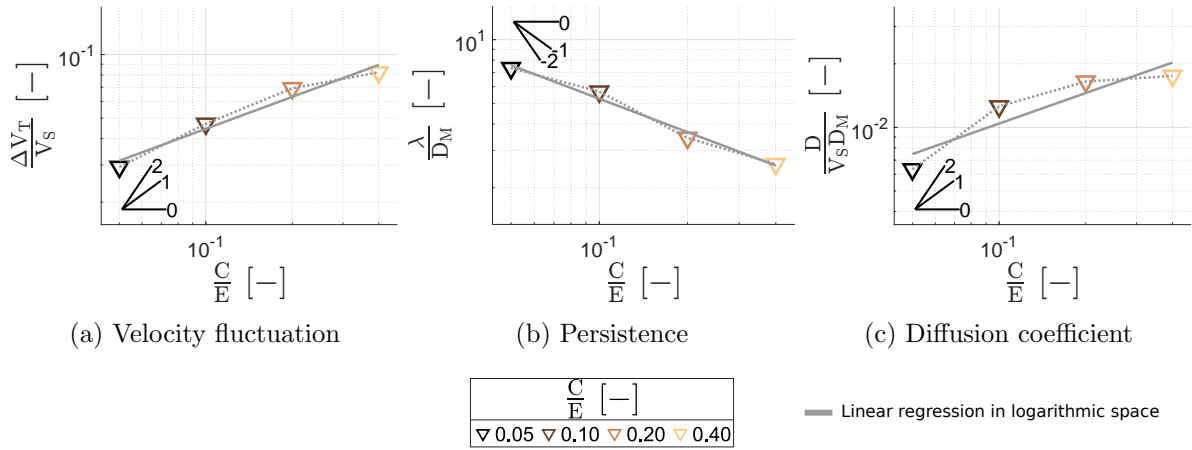 10^-1
ΔV_T/V_S [−]
2
1
0
10^-1
C/E [−]
(a) Velocity fluctuation
10^1
λ/D_M [−]
0
-1
-2
10^-1
C/E [−]
(b) Persistence
10^-2
D/V_S D_M [−]
2
1
0
10^-1
C/E [−]
(c) Diffusion coefficient
C/E [−]
0.05 0.10 0.20 0.40
Linear regression in logarithmic space